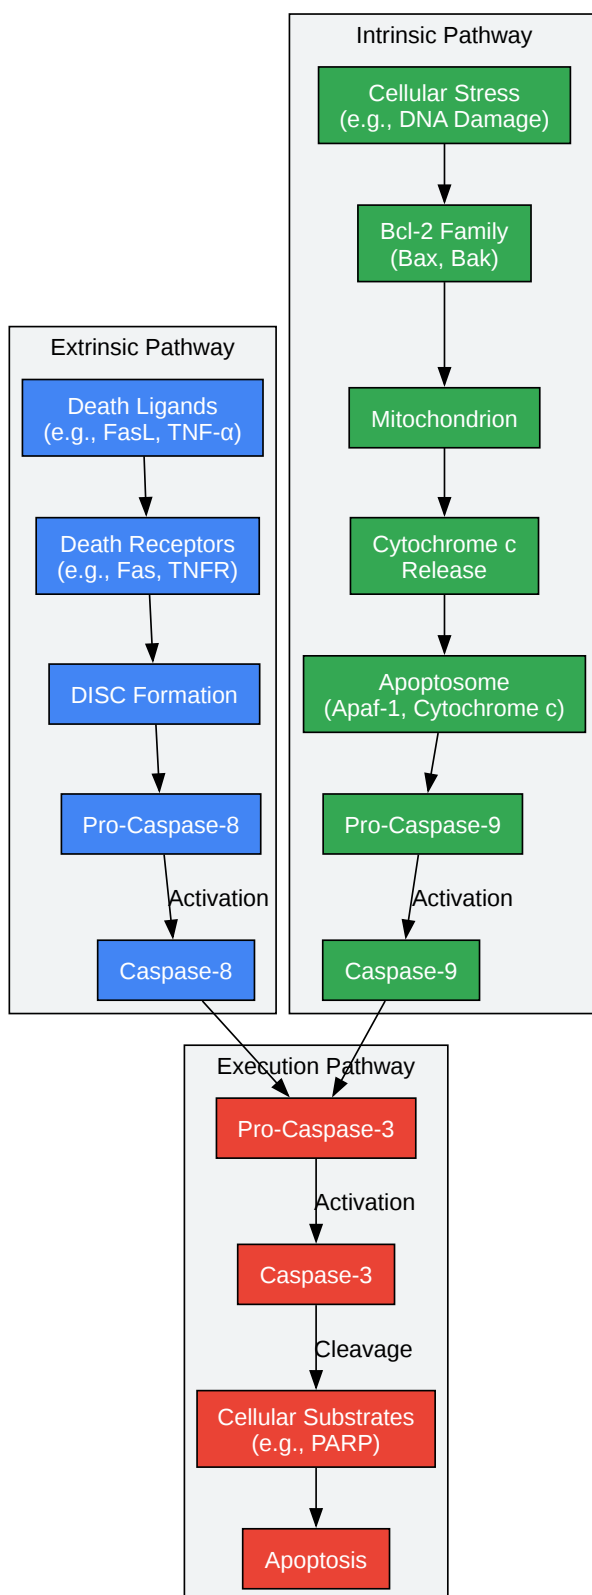 Intrinsic Pathway
Cellular Stress
(e.g., DNA Damage)
Bcl-2 Family
(Bax, Bak)
Mitochondrion
Cytochrome c
Release
Apoptosome
(Apaf-1, Cytochrome c)
Pro-Caspase-9
Activation
Caspase-9
Extrinsic Pathway
Death Ligands
(e.g., FasL, TNF-α)
Death Receptors
(e.g., Fas, TNFR)
DISC Formation
Pro-Caspase-8
Activation
Caspase-8
Execution Pathway
Pro-Caspase-3
Activation
Caspase-3
Cleavage
Cellular Substrates
(e.g., PARP)
Apoptosis